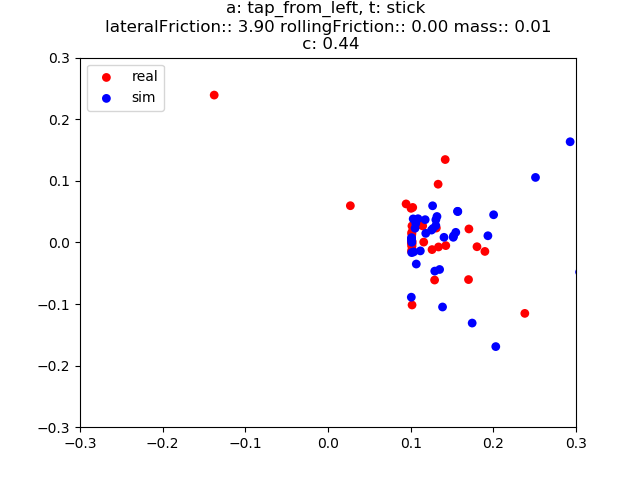 a: tap_from_left, t: stick
lateralFriction:: 3.90 rollingFriction:: 0.00 mass:: 0.01
c: 0.44
real
sim
0.3
0.2
0.1
0.0
−0.1
−0.2
−0.3
−0.3
−0.2
−0.1
0.0
0.1
0.2
0.3